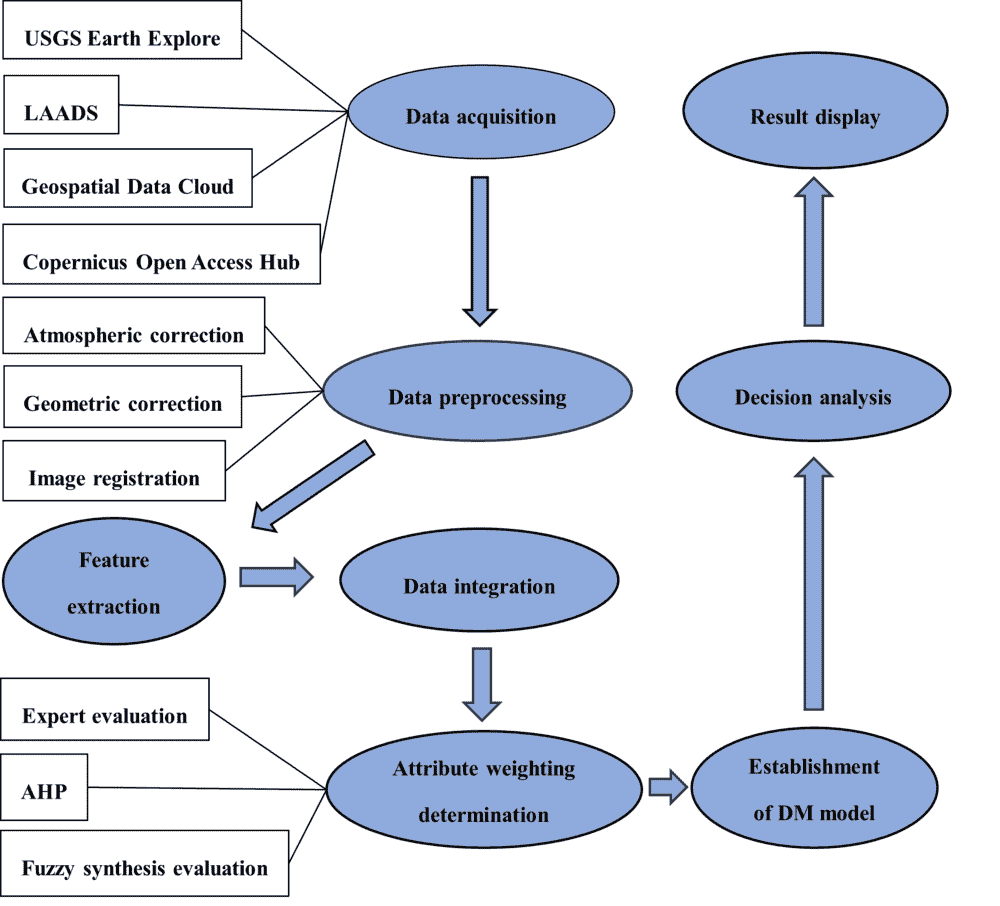 USGS Earth Explore
LAADS
Geospatial Data Cloud
Copernicus Open Access Hub
Data acquisition
Atmospheric correction
Geometric correction
Image registration
Data preprocessing
Feature
extraction
Data integration
Expert evaluation
AHP
Fuzzy synthesis evaluation
Attribute weighting
determination
Establishment
of DM model
Decision analysis
Result display